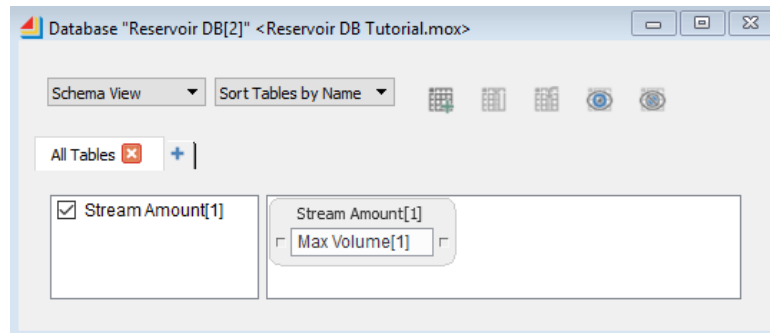 Database "Reservoir DB[2]" <Reservoir DB Tutorial.mox>
Schema View
Sort Tables by Name
All Tables
Stream Amount[1]
Stream Amount[1]
Max Volume[1]